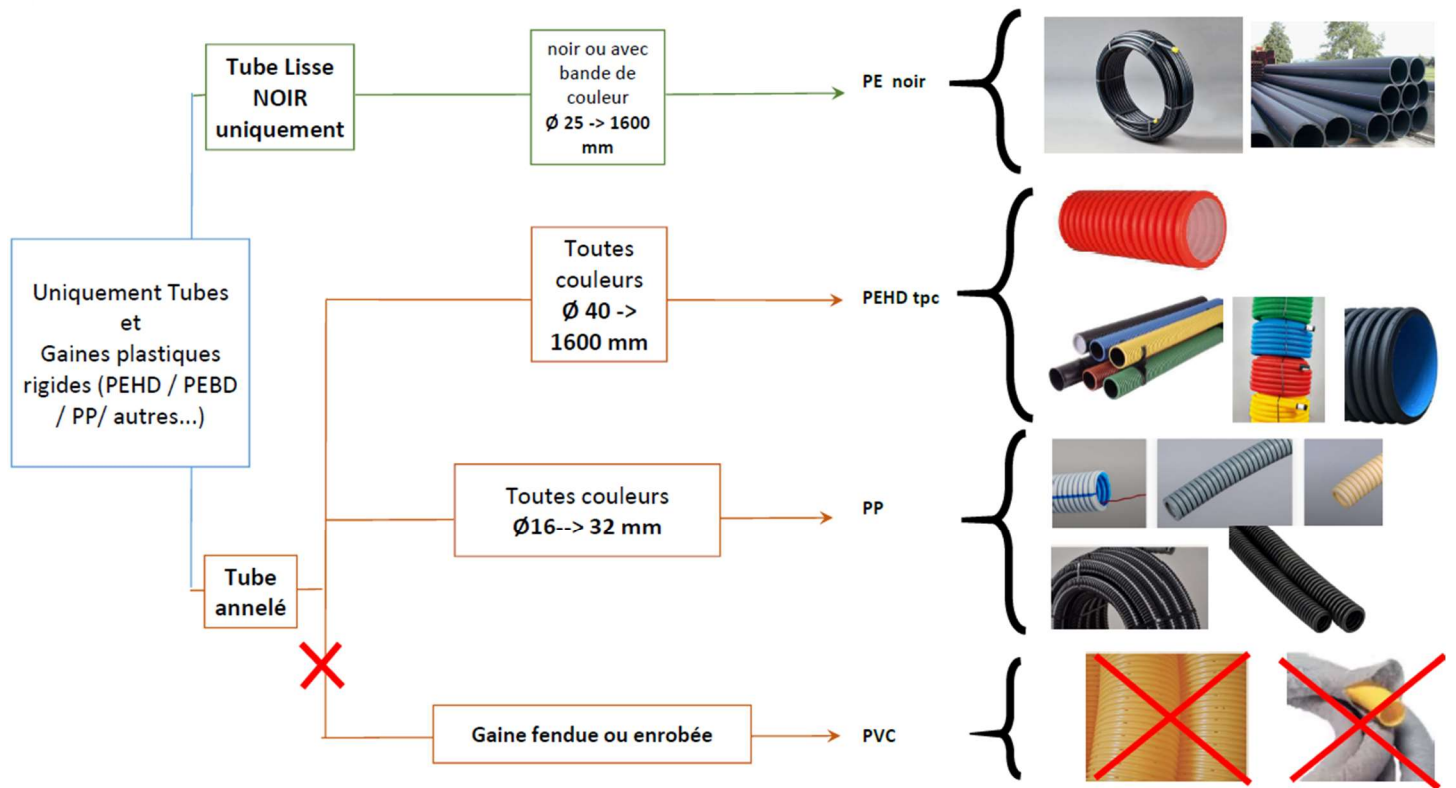 Tube Lisse
NOIR
uniquement
noir ou avec
bande de
couleur
Ø 25 -> 1600
mm
PE noir
Uniquement Tubes
et
Gaines plastiques
rigides (PEHD / PEBD
/ PP/ autres...)
Toutes
couleurs
Ø 40 ->
1600 mm
PEHD tpc
Toutes couleurs
Ø16--> 32 mm
PP
Tube
annelé
Gaine fendue ou enrobée
PVC